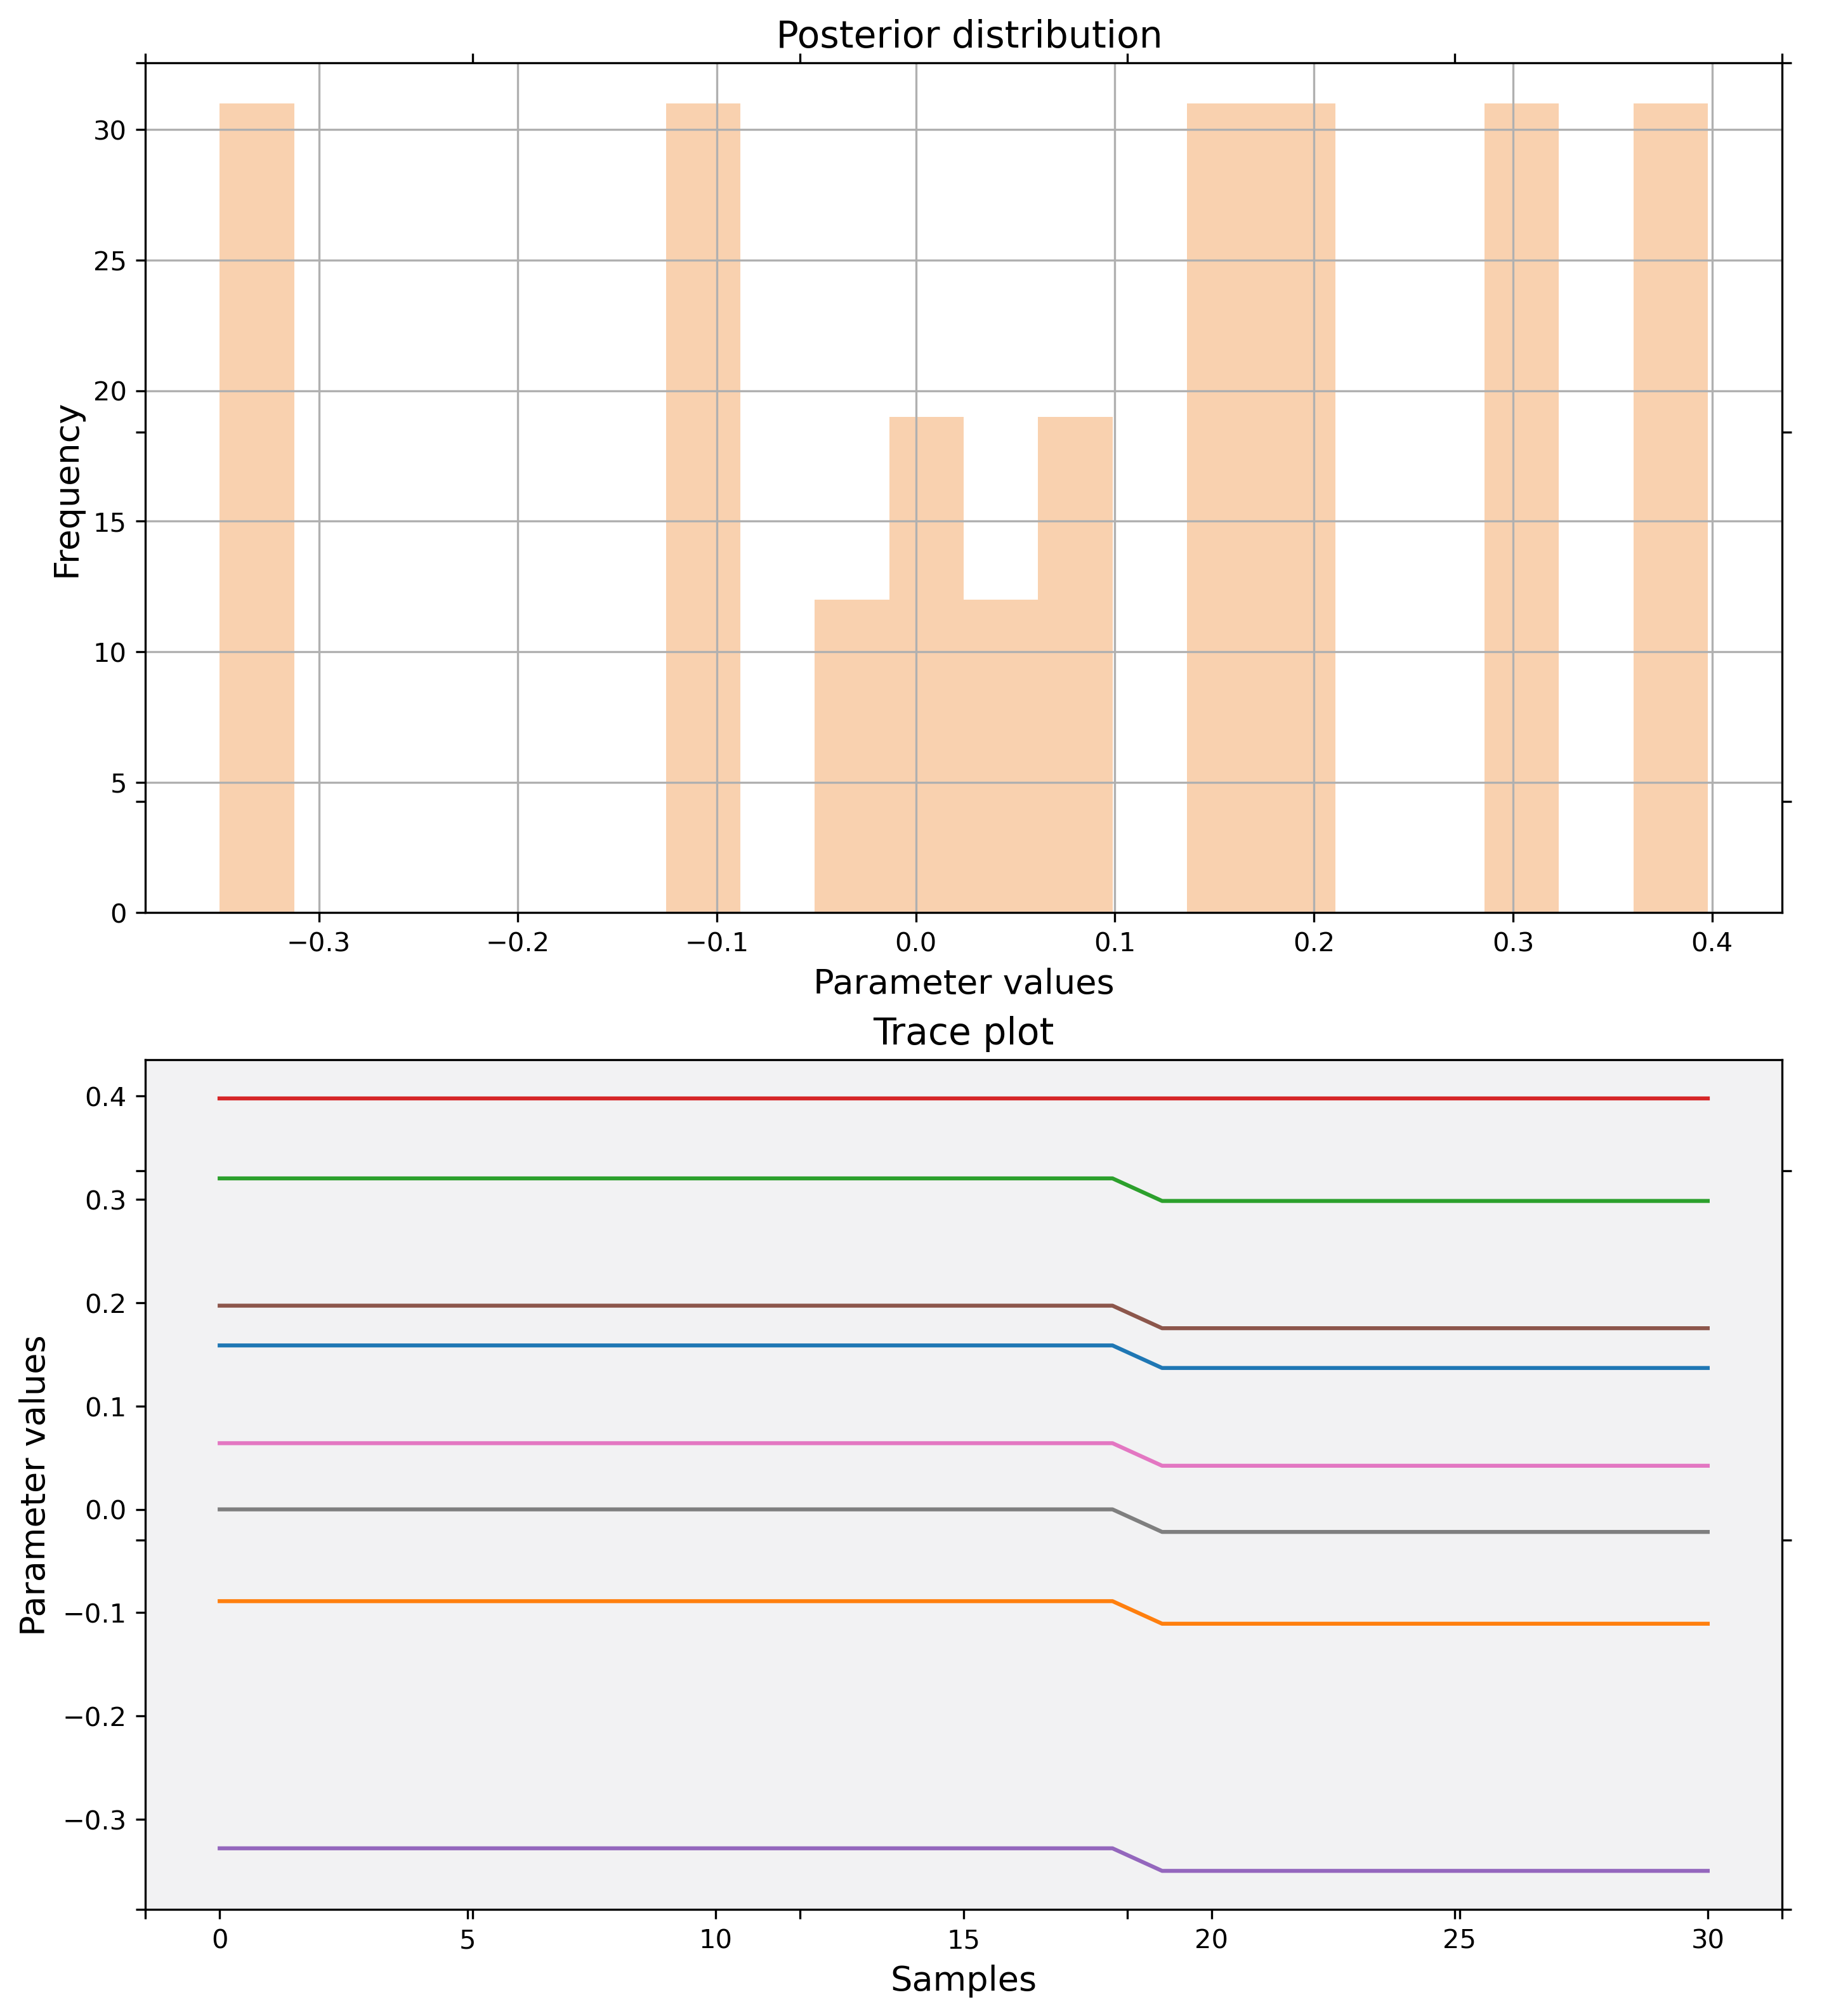 Posterior distribution
30
25
20
15
10
5
0
Frequency
−0.3 −0.2 −0.1 0.0 0.1 0.2 0.3 0.4
Parameter values
Trace plot
0.4
0.3
0.2
0.1
0.0
−0.1
−0.2
−0.3
Parameter values
0 5 10 15 20 25 30
Samples